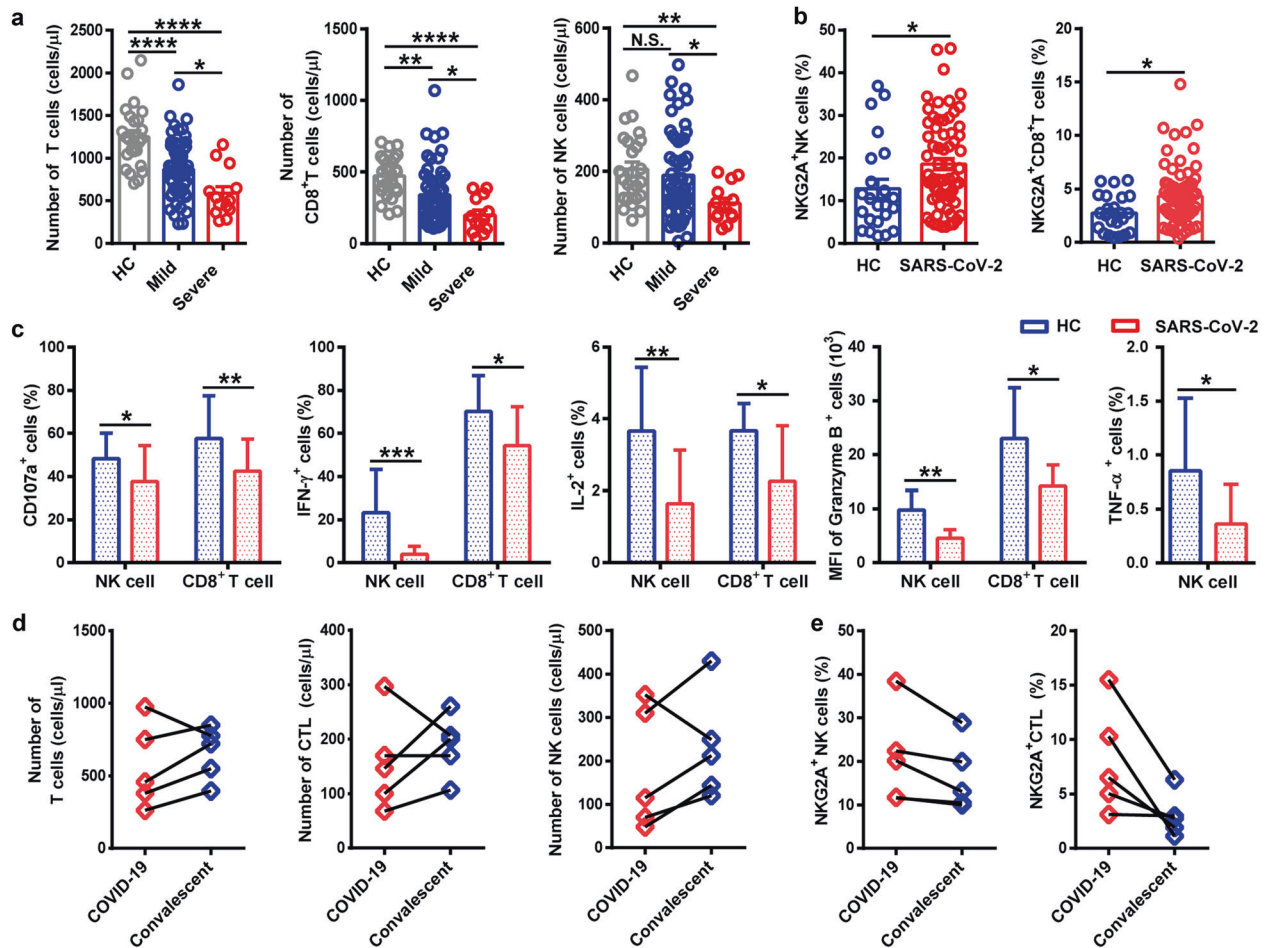 a
Number of T cells (cells/μl)
2500
2000
1500
1000
500
0
****
****
*
HC
Mild
Severe
Number of
CD8⁺T cells (cells/μl)
1500
1000
500
0
****
**
*
HC
Mild
Severe
Number of NK cells (cells/μl)
600
400
200
0
**
N.S.
*
HC
Mild
Severe
b
NKG2A⁺NK cells (%)
50
40
30
20
10
0
*
HC
SARS-CoV-2
NKG2A⁺CD8⁺T cells (%)
20
15
10
5
0
*
HC
SARS-CoV-2
c
HC
SARS-CoV-2
CD107a⁺ cells (%)
100
80
60
40
20
0
*
**
NK cell
CD8⁺ T cell
IFN-γ⁺ cells (%)
100
80
60
40
20
0
***
*
NK cell
CD8⁺ T cell
IL-2⁺ cells (%)
6
4
2
0
**
*
NK cell
CD8⁺ T cell
MFI of Granzyme B⁺ cells (10³)
40
30
20
10
0
**
*
NK cell
CD8⁺ T cell
TNF-α⁺ cells (%)
2.0
1.5
1.0
0.5
0.0
*
NK cell
d
Number of
T cells (cells/μl)
1500
1000
500
0
COVID-19
Convalescent
Number of CTL (cells/μl)
400
300
200
100
0
COVID-19
Convalescent
Number of NK cells (cells/μl)
500
400
300
200
100
0
COVID-19
Convalescent
e
NKG2A⁺NK cells (%)
50
40
30
20
10
0
COVID-19
Convalescent
NKG2A⁺CTL (%)
20
15
10
5
0
COVID-19
Convalescent